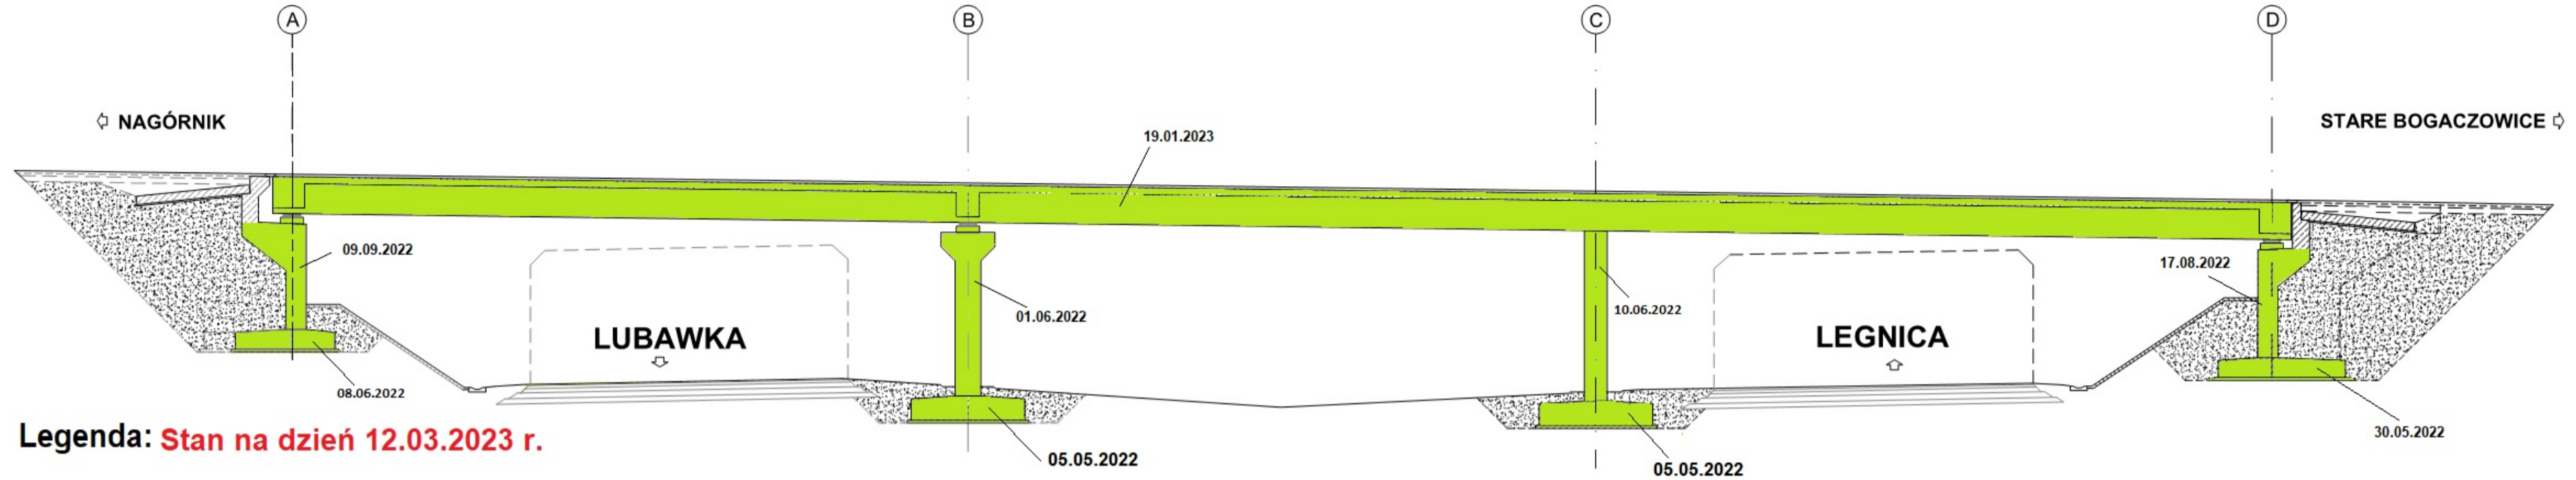 A
B
C
D
NAGÓRNIK
STARE BOGACZOWICE
19.01.2023
09.09.2022
17.08.2022
01.06.2022
10.06.2022
LUBAWKA
LEGNICA
08.06.2022
30.05.2022
Legenda: Stan na dzień 12.03.2023 r.
05.05.2022
05.05.2022